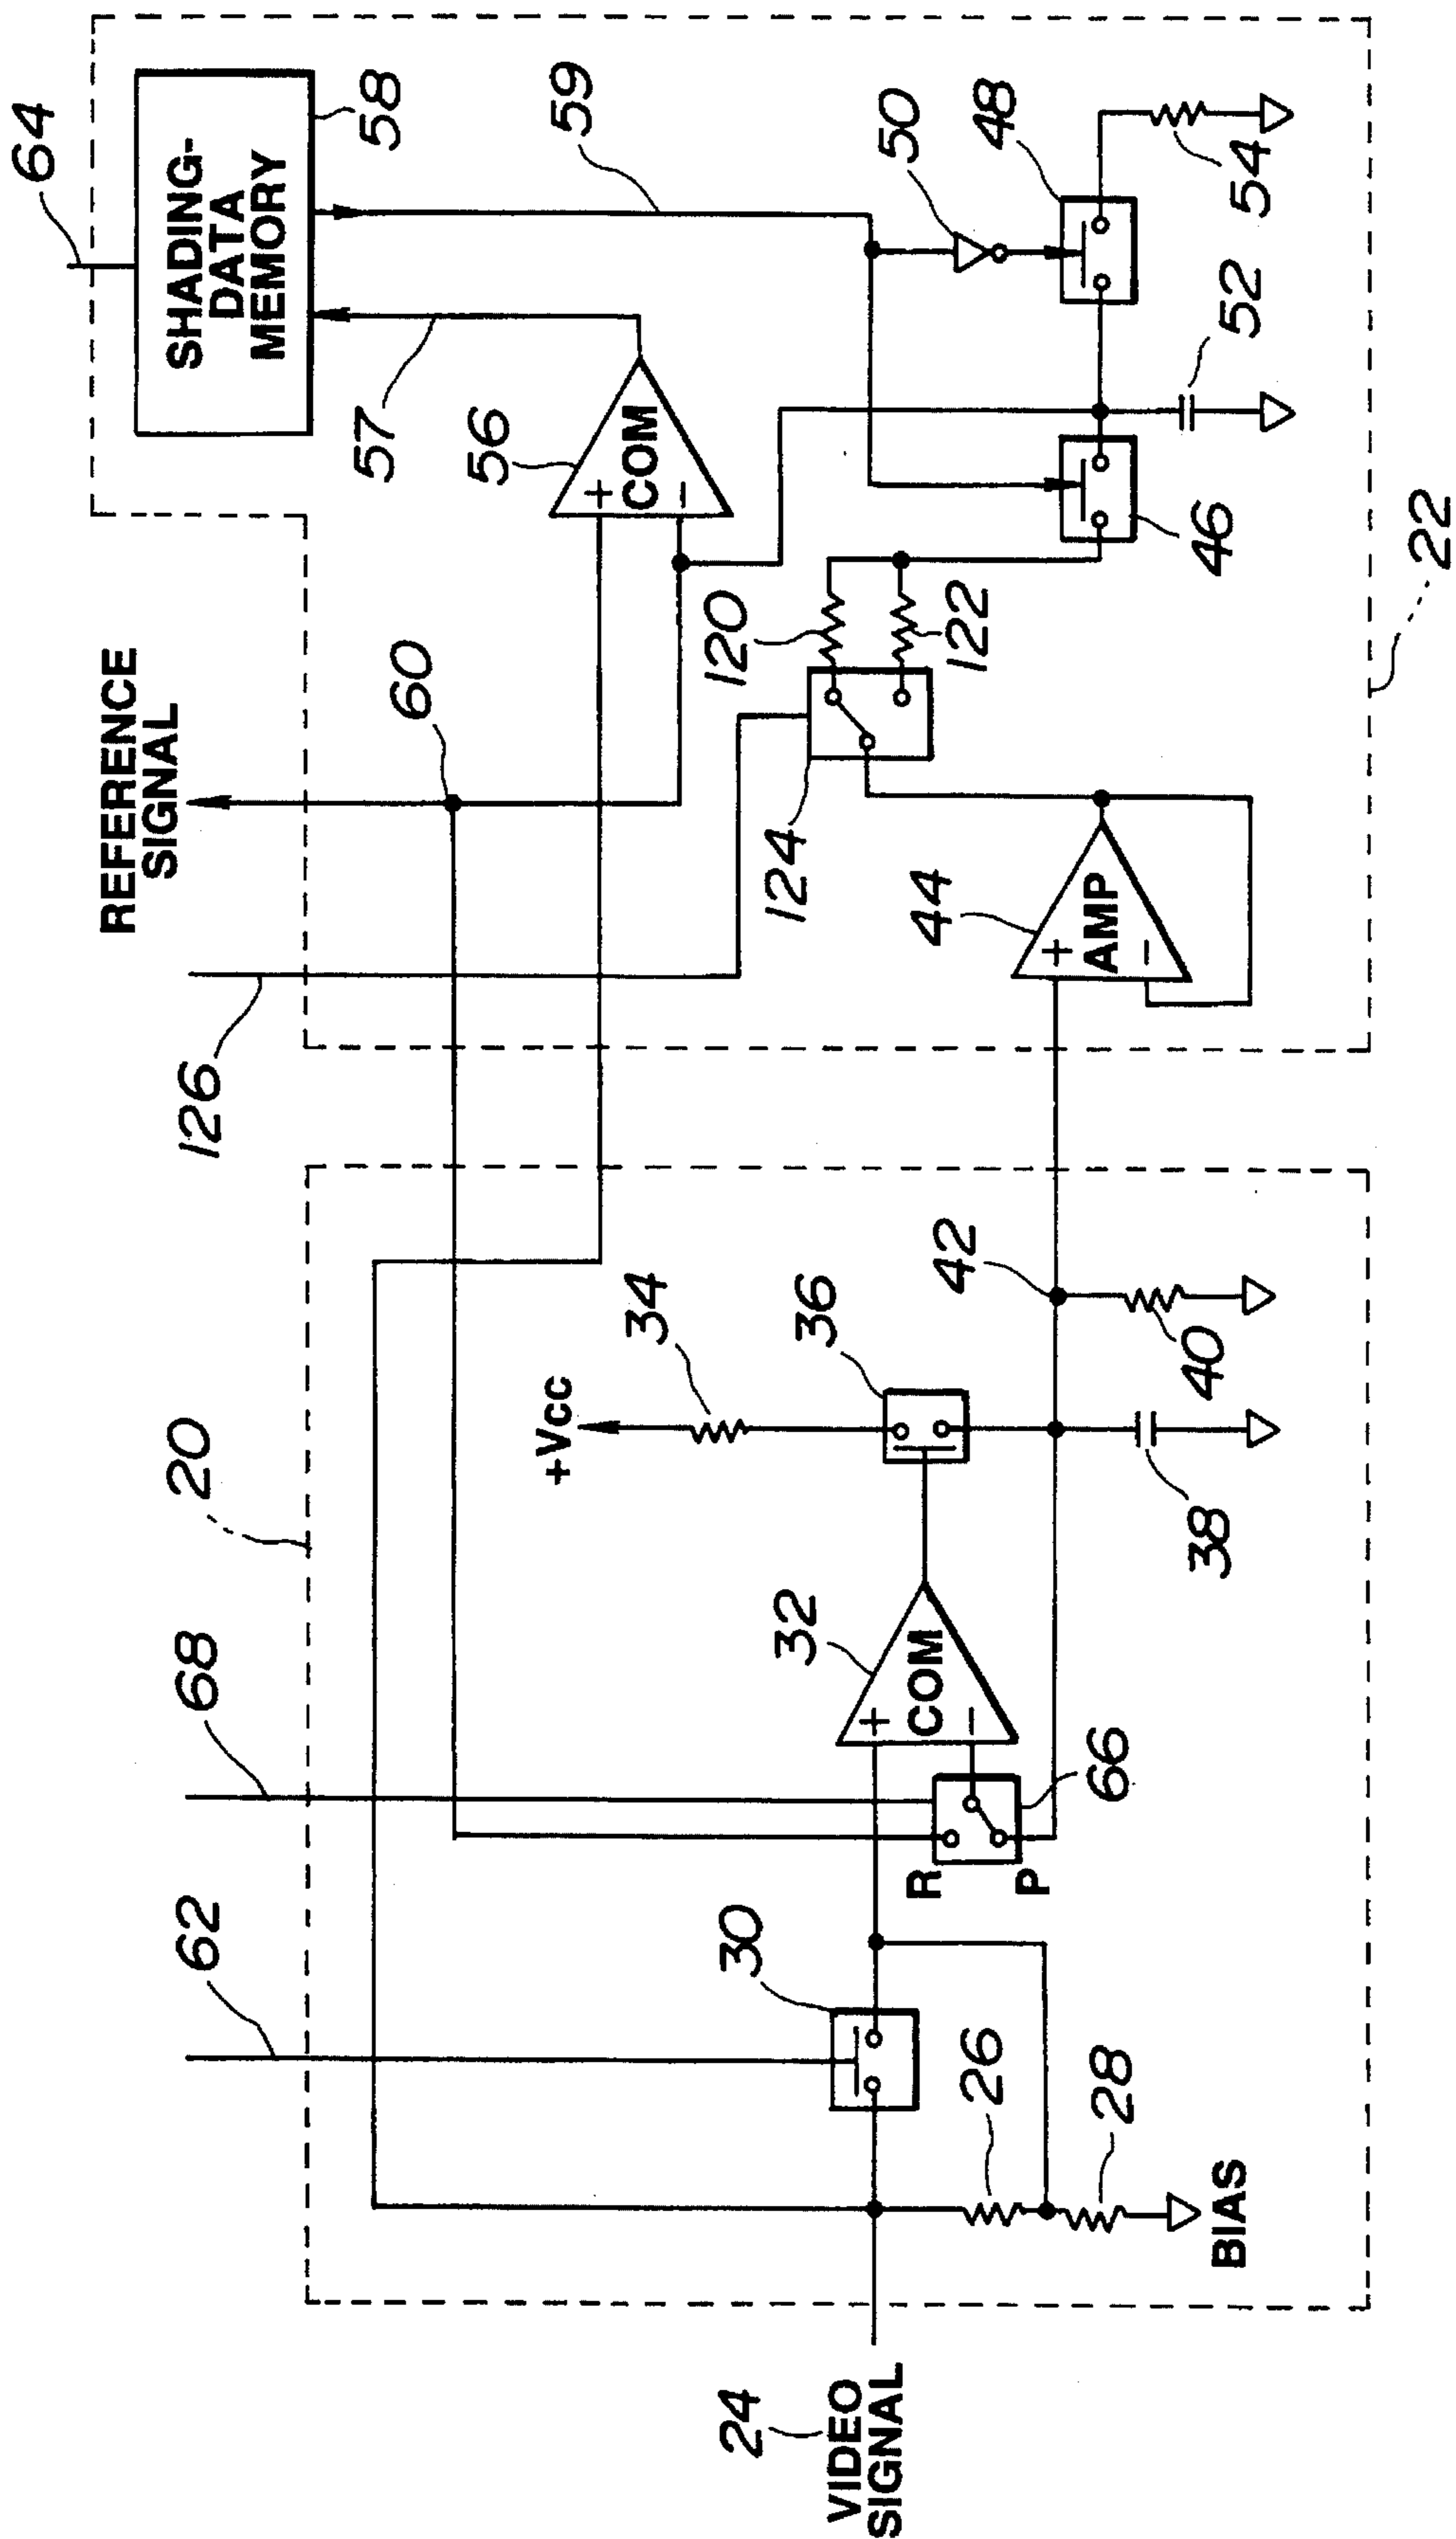 64
SHADING-
DATA
MEMORY
58
59
57
56
+
COM
−
50
48
54
52
46
22
REFERENCE
SIGNAL
60
120
122
124
126
44
+
AMP
−
20
68
62
+Vcc
34
36
42
40
38
32
+
COM
−
66
R
P
30
26
28
BIAS
24
VIDEO
SIGNAL